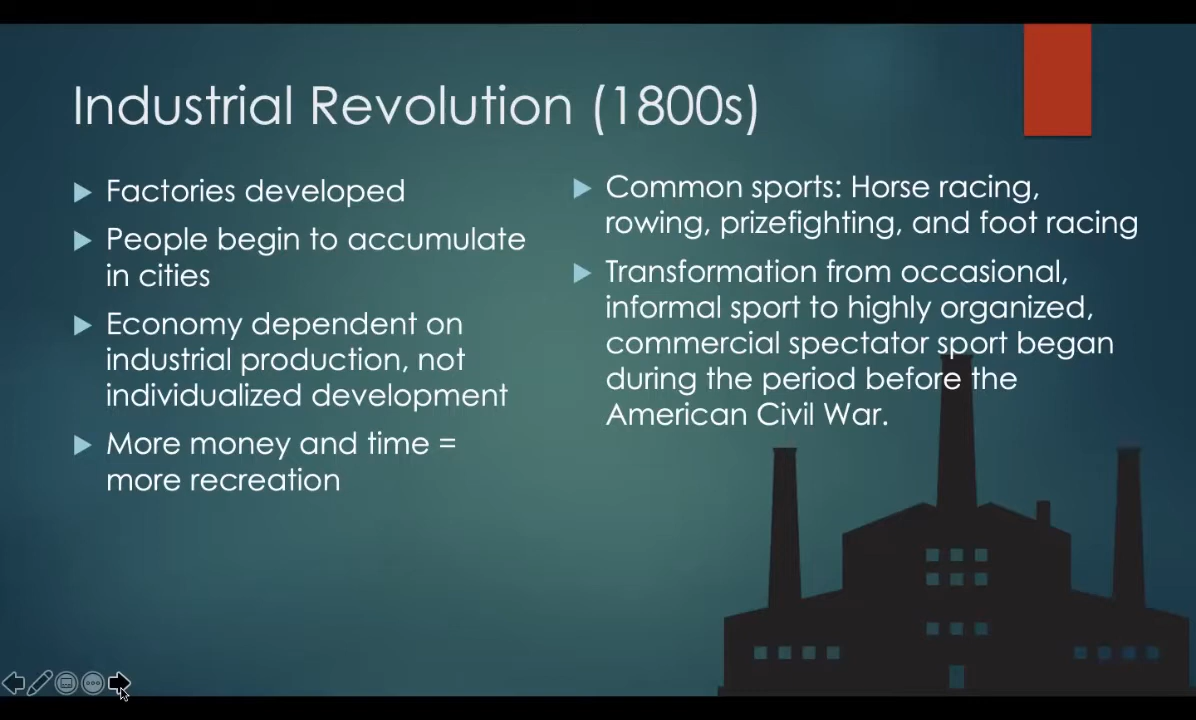 Industrial Revolution (1800s)
Factories developed
People begin to accumulate
in cities
Economy dependent on
industrial production, not
individualized development
More money and time =
more recreation
Common sports: Horse racing,
rowing, prizefighting, and foot racing
Transformation from occasional,
informal sport to highly organized,
commercial spectator sport began
during the period before the
American Civil War.